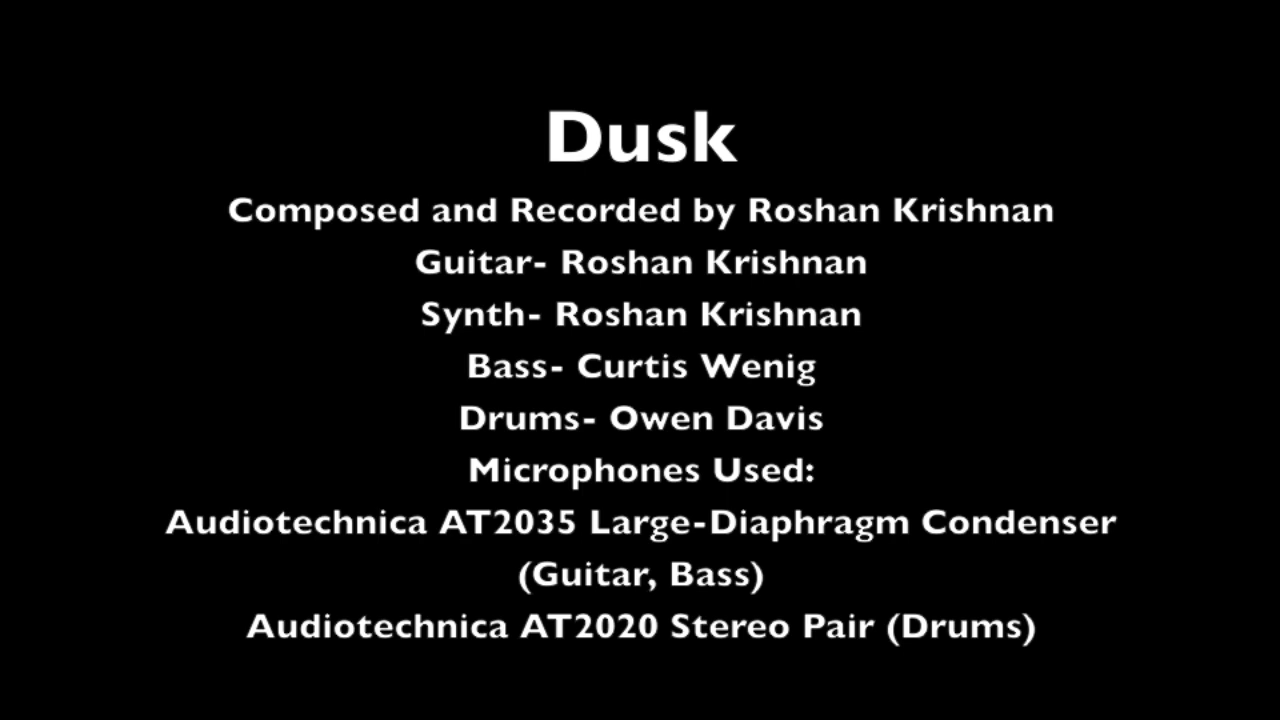 Dusk
Composed and Recorded by Roshan Krishnan
Guitar- Roshan Krishnan
Synth- Roshan Krishnan
Bass- Curtis Wenig
Drums- Owen Davis
Microphones Used:
Audiotechnica AT2035 Large-Diaphragm Condenser
(Guitar, Bass)
Audiotechnica AT2020 Stereo Pair (Drums)